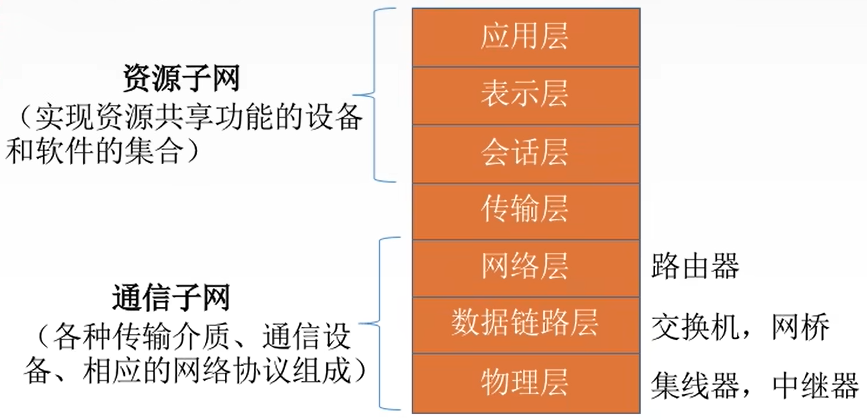 资源子网
（实现资源共享功能的设备
和软件的集合）
通信子网
（各种传输介质、通信设
备、相应的网络协议组成）
应用层
表示层
会话层
传输层
网络层
数据链路层
物理层
路由器
交换机，网桥
集线器，中继器